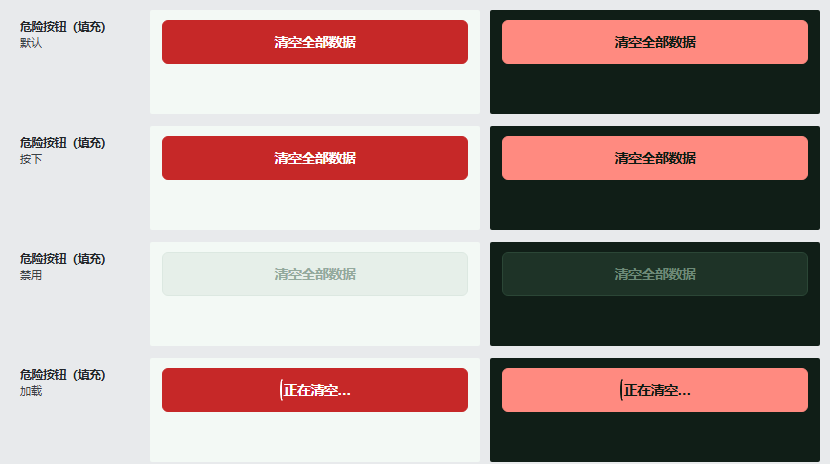 危险按钮（填充）
默认
清空全部数据
清空全部数据
危险按钮（填充）
按下
清空全部数据
清空全部数据
危险按钮（填充）
禁用
清空全部数据
清空全部数据
危险按钮（填充）
加载
正在清空...
正在清空...